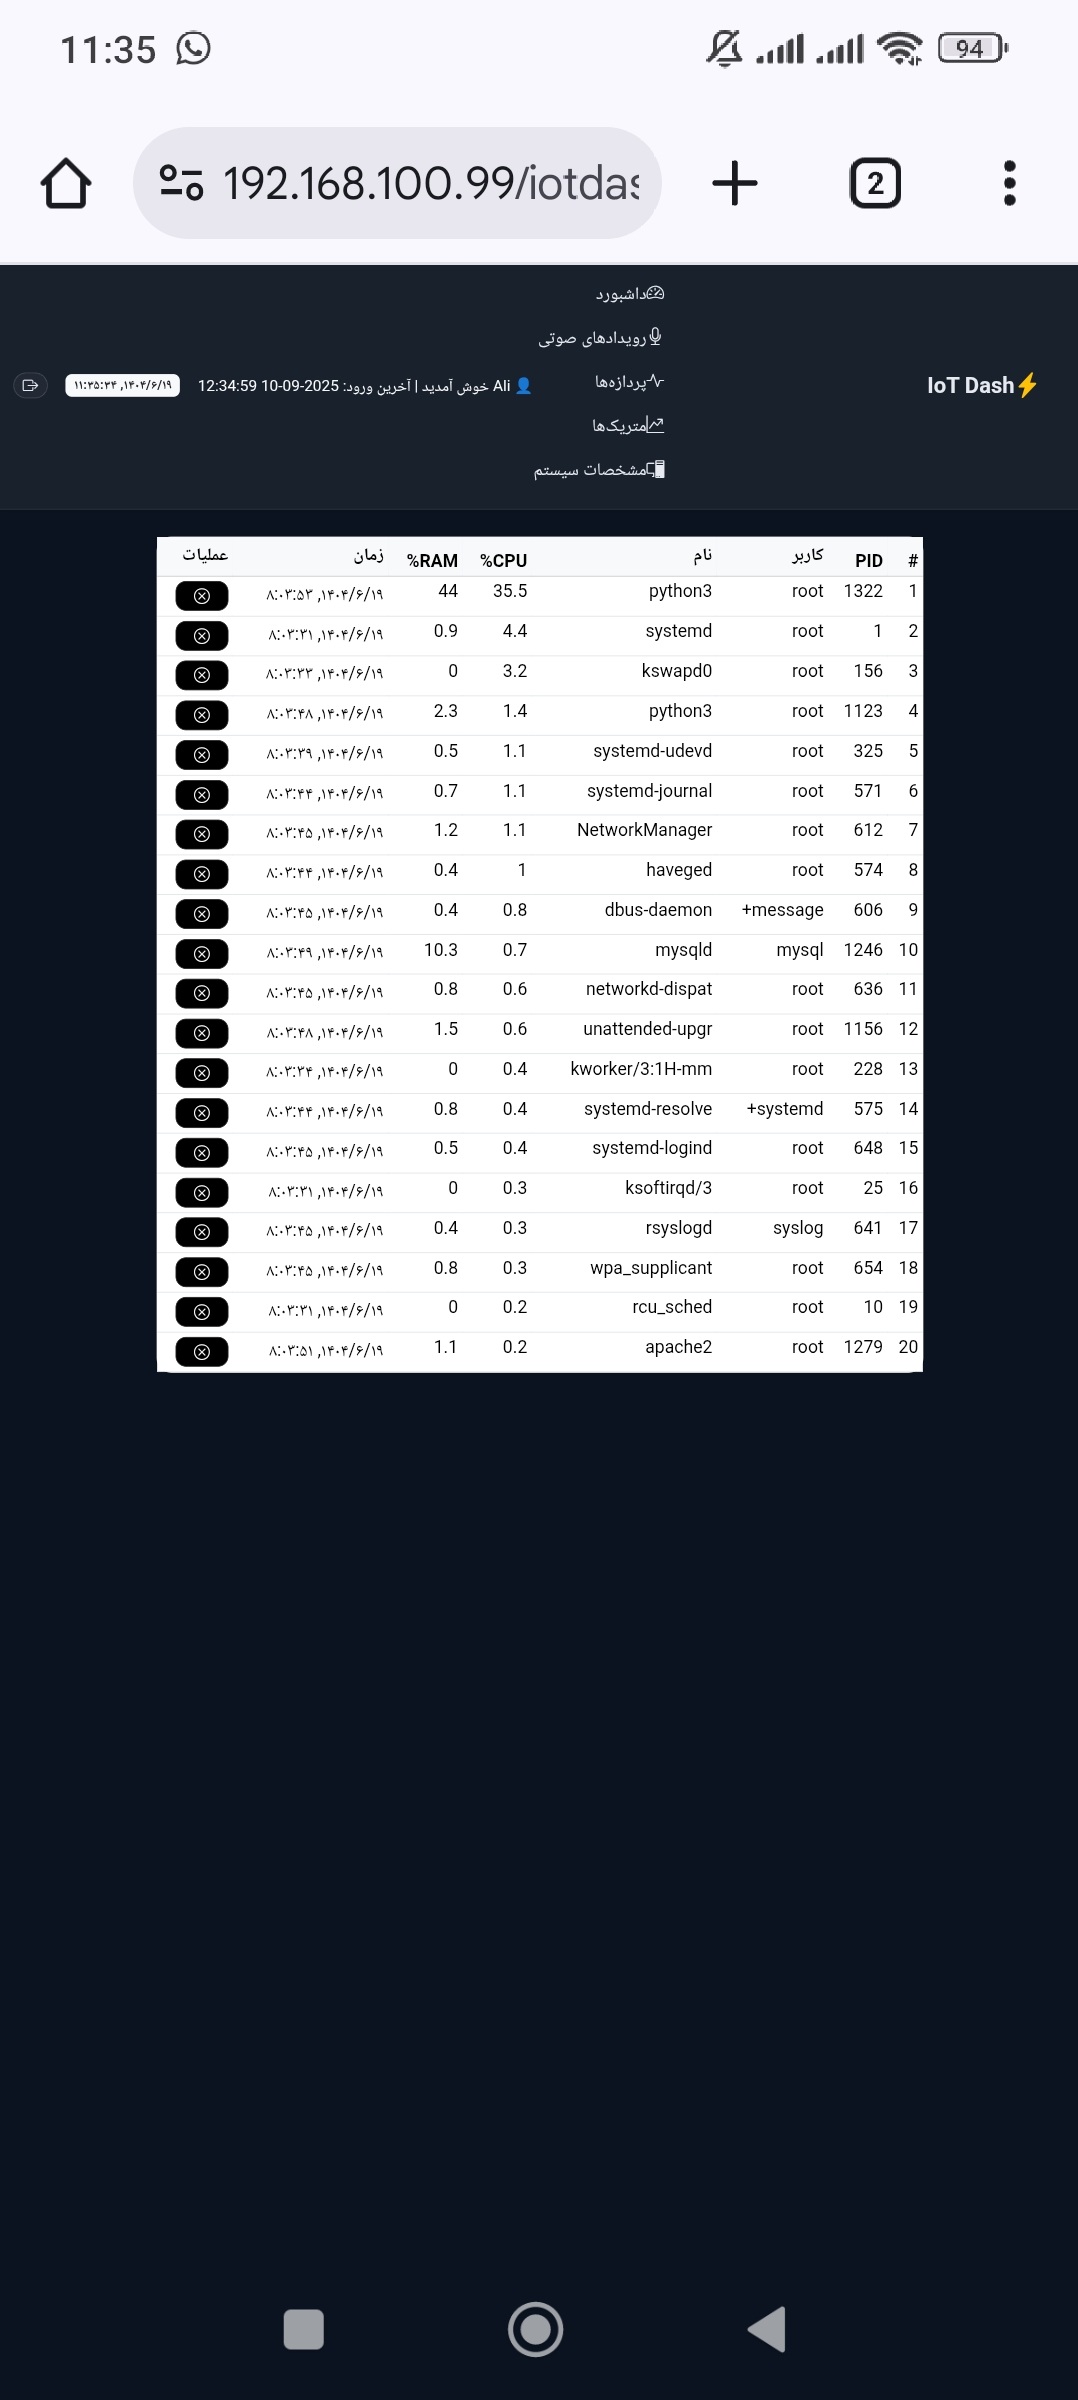 11:35
94
192.168.100.99/iotdas
2
داشبورد
رویدادهای صوتی
پردازه‌ها
متریک‌ها
مشخصات سیستم
⚡IoT Dash
👤 Ali خوش آمدید | آخرین ورود: 2025-09-10 12:34:59
۱۴۰۴/۶/۱۹, ۱۱:۳۵:۳۴
# PID کاربر نام CPU% RAM% زمان عملیات
1 1322 root python3 35.5 44 ۱۴۰۴/۶/۱۹, ۸:۰۳:۵۳
2 1 root systemd 4.4 0.9 ۱۴۰۴/۶/۱۹, ۸:۰۳:۳۱
3 156 root kswapd0 3.2 0 ۱۴۰۴/۶/۱۹, ۸:۰۳:۳۳
4 1123 root python3 1.4 2.3 ۱۴۰۴/۶/۱۹, ۸:۰۳:۴۸
5 325 root systemd-udevd 1.1 0.5 ۱۴۰۴/۶/۱۹, ۸:۰۳:۳۹
6 571 root systemd-journal 1.1 0.7 ۱۴۰۴/۶/۱۹, ۸:۰۳:۴۴
7 612 root NetworkManager 1.1 1.2 ۱۴۰۴/۶/۱۹, ۸:۰۳:۴۵
8 574 root haveged 1 0.4 ۱۴۰۴/۶/۱۹, ۸:۰۳:۴۴
9 606 message+ dbus-daemon 0.8 0.4 ۱۴۰۴/۶/۱۹, ۸:۰۳:۴۵
10 1246 mysql mysqld 0.7 10.3 ۱۴۰۴/۶/۱۹, ۸:۰۳:۴۹
11 636 root networkd-dispat 0.6 0.8 ۱۴۰۴/۶/۱۹, ۸:۰۳:۴۵
12 1156 root unattended-upgr 0.6 1.5 ۱۴۰۴/۶/۱۹, ۸:۰۳:۴۸
13 228 root kworker/3:1H-mm 0.4 0 ۱۴۰۴/۶/۱۹, ۸:۰۳:۳۴
14 575 systemd+ systemd-resolve 0.4 0.8 ۱۴۰۴/۶/۱۹, ۸:۰۳:۴۴
15 648 root systemd-logind 0.4 0.5 ۱۴۰۴/۶/۱۹, ۸:۰۳:۴۵
16 25 root ksoftirqd/3 0.3 0 ۱۴۰۴/۶/۱۹, ۸:۰۳:۳۱
17 641 syslog rsyslogd 0.3 0.4 ۱۴۰۴/۶/۱۹, ۸:۰۳:۴۵
18 654 root wpa_supplicant 0.3 0.8 ۱۴۰۴/۶/۱۹, ۸:۰۳:۴۵
19 10 root rcu_sched 0.2 0 ۱۴۰۴/۶/۱۹, ۸:۰۳:۳۱
20 1279 root apache2 0.2 1.1 ۱۴۰۴/۶/۱۹, ۸:۰۳:۵۱